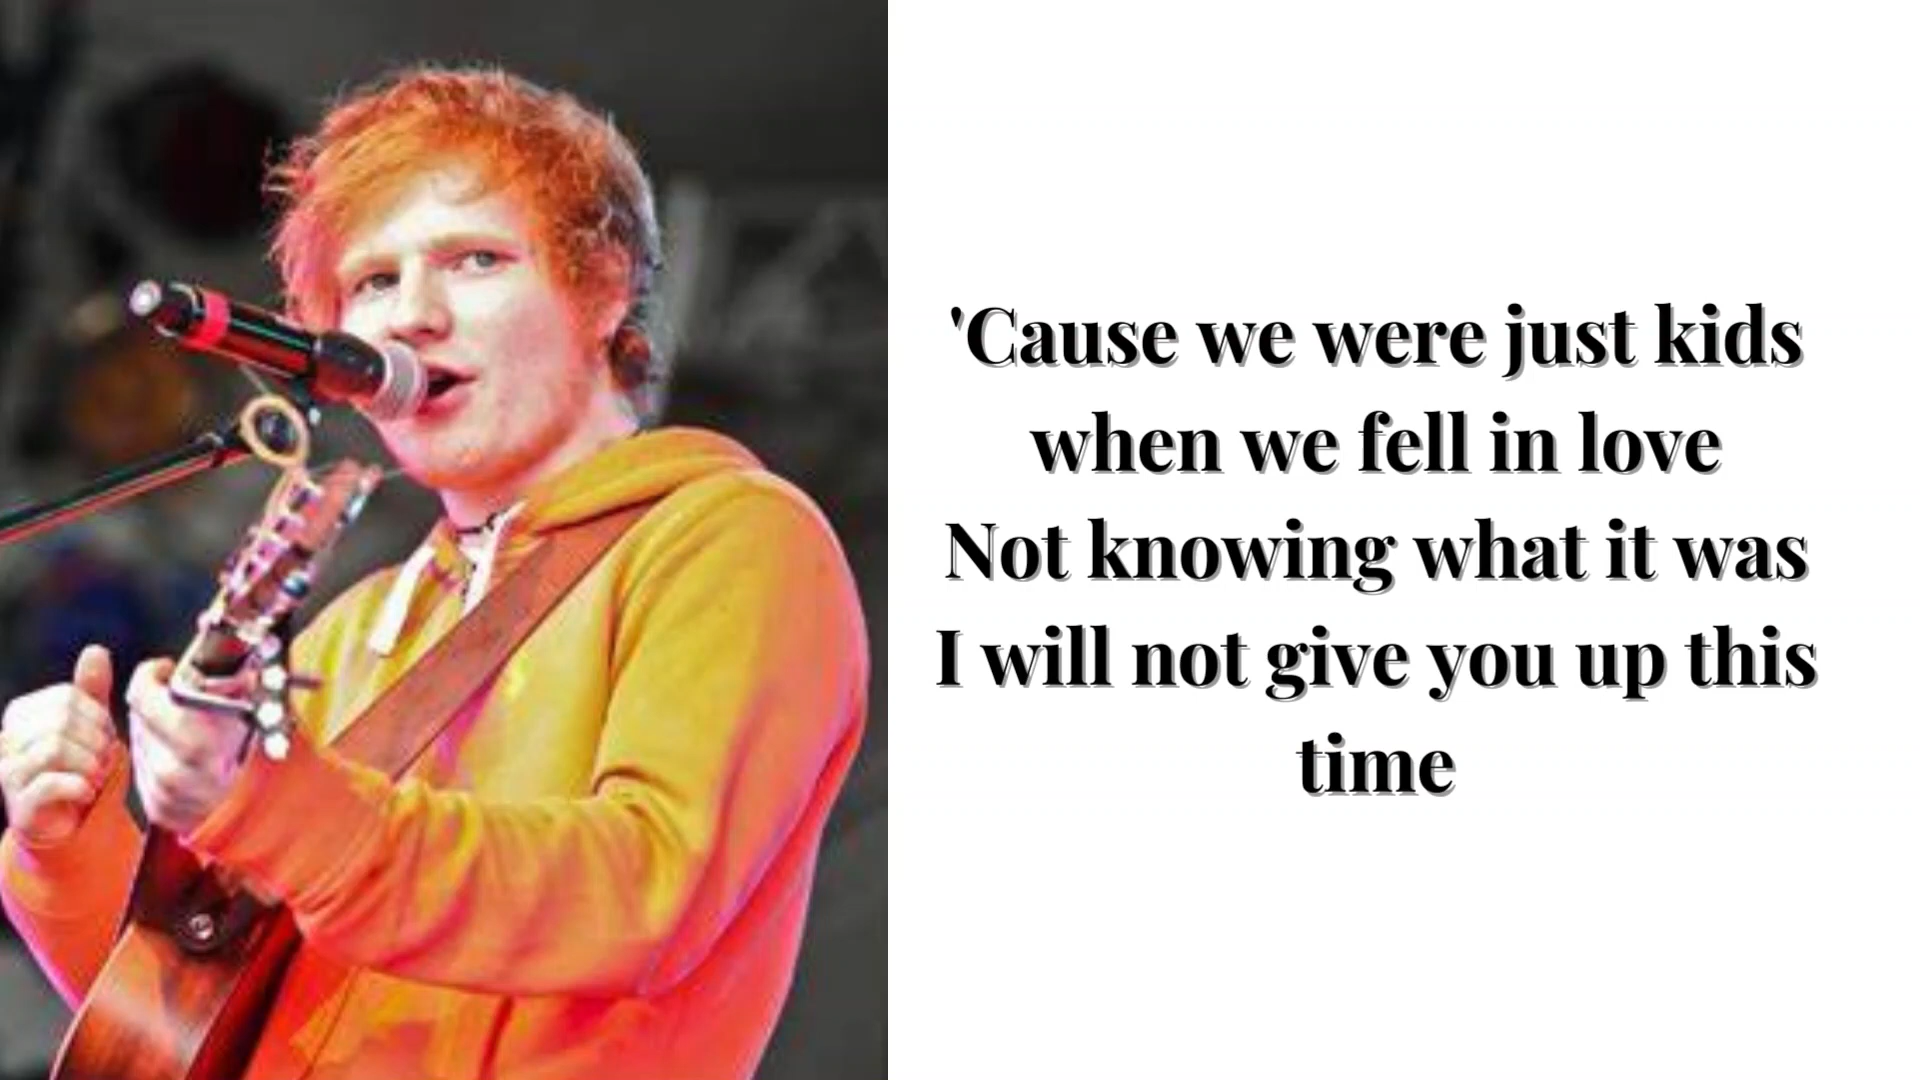 'Cause we were just kids
when we fell in love
Not knowing what it was
I will not give you up this
time